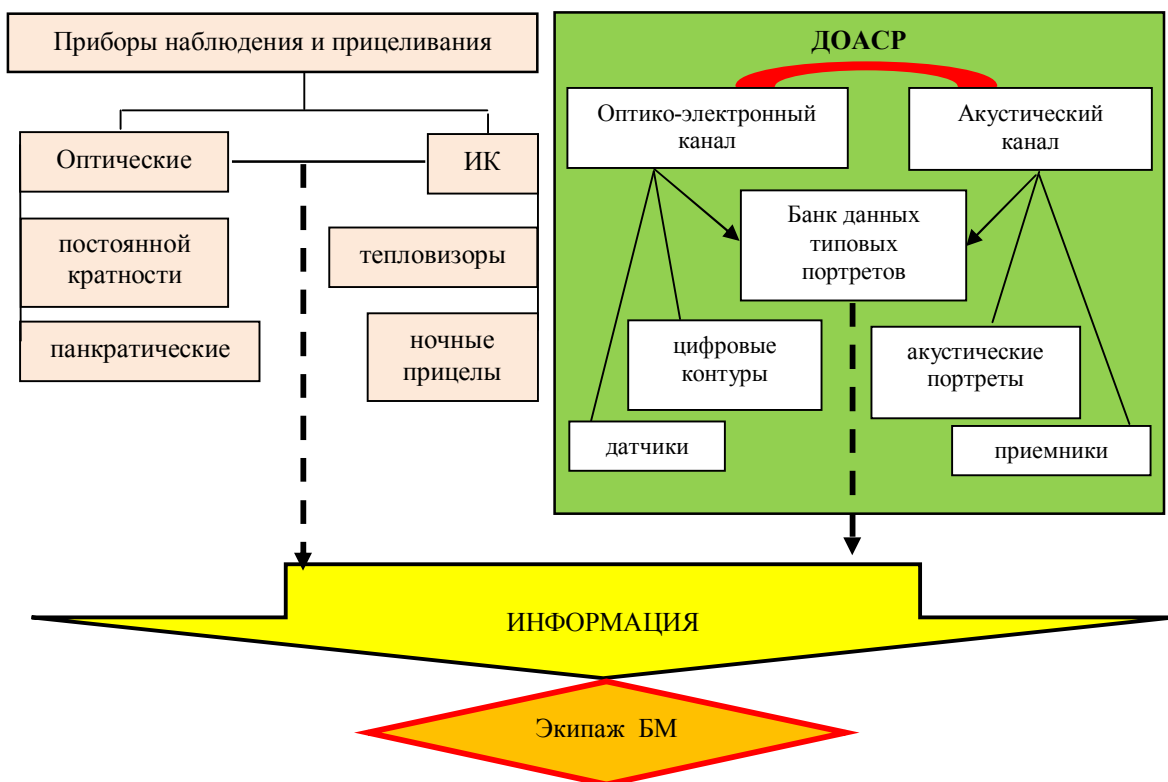 Приборы наблюдения и прицеливания
Оптические
ИК
постоянной
кратности
тепловизоры
панкратические
ночные
прицелы
ДОАСР
Оптико-электронный
канал
Акустический
канал
Банк данных
типовых
портретов
цифровые
контуры
акустические
портреты
датчики
приемники
ИНФОРМАЦИЯ
Экипаж БМ